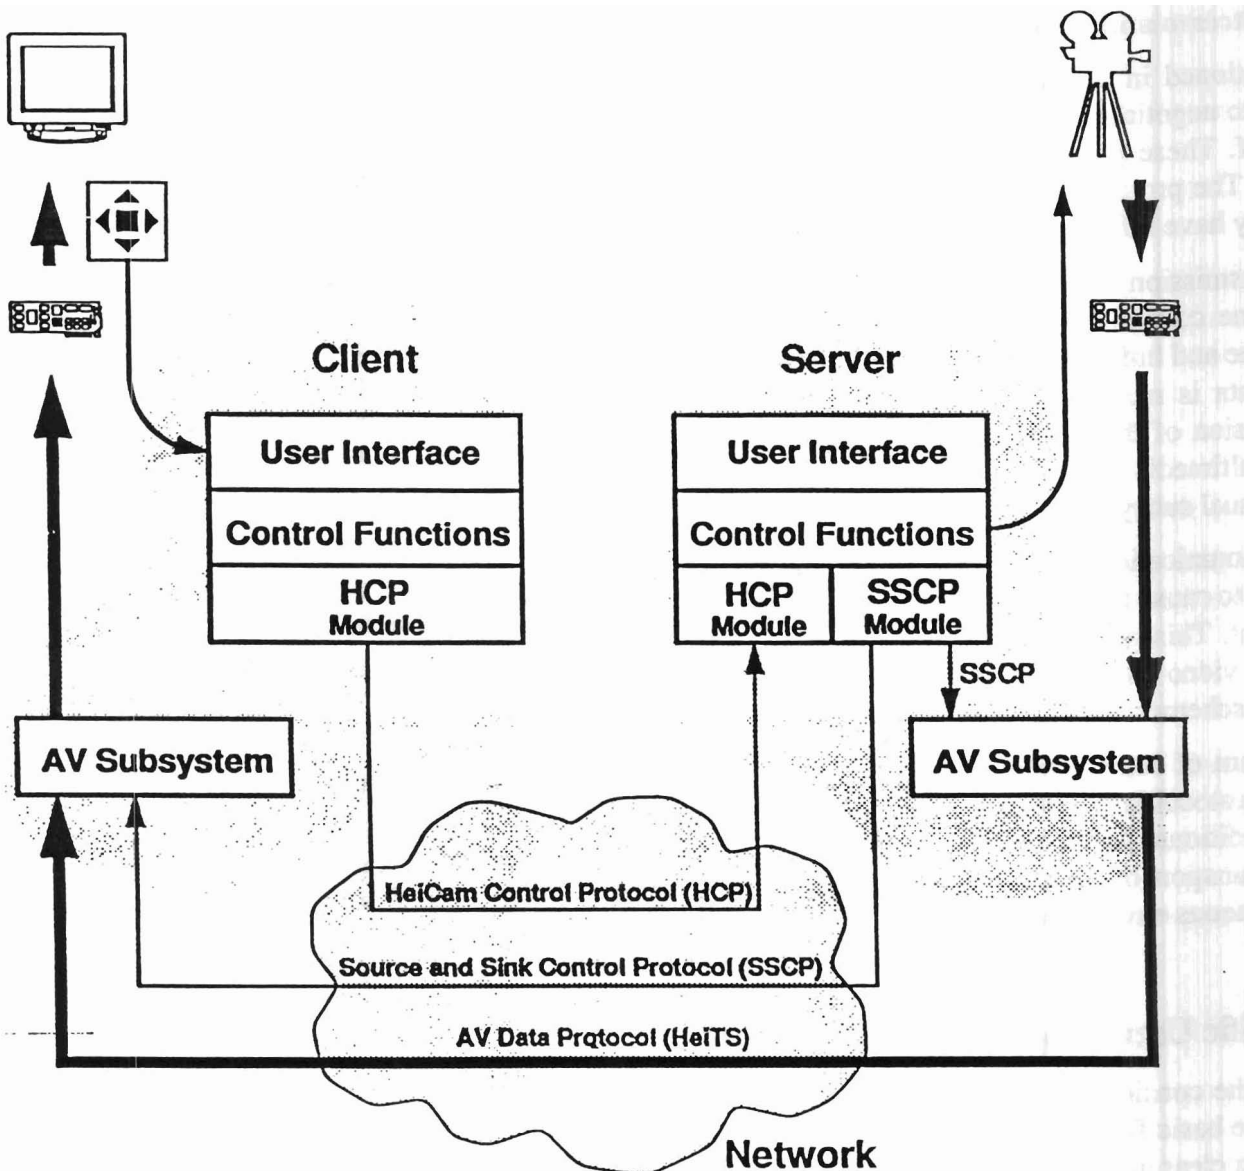 Client
Server
User Interface
Control Functions
HCP
Module
User Interface
Control Functions
HCP
Module
SSCP
Module
SSCP
AV Subsystem
AV Subsystem
HeiCam Control Protocol (HCP)
Source and Sink Control Protocol (SSCP)
AV Data Protocol (HeiTS)
Network